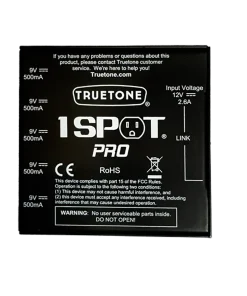 If you have any questions about this
product, please contact Truetone customer
service. We're here to help you!
Truetone.com
9V ⎓
500mA
9V ⎓
500mA
9V ⎓
500mA
9V ⎓
500mA
9V ⎓
500mA
Input Voltage
12V ⎓
2.6A
LINK
TRUETONE®
1 SPOT®
PRO
CE
RoHS
Device complies with part 15 of the FCC Rules.
Operation is subject to the following two conditions:
(1) This device may not cause harmful interference, and
(2) this device must accept any interference received, including
interference that may cause undesired operation.
WARNING: No user serviceable parts inside.
DO NOT OPEN!